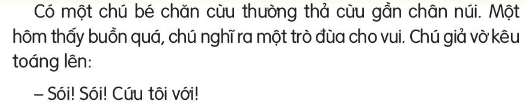 Có một chú bé chăn cừu thường thả cừu gần chân núi. Một
hôm thấy buồn quá, chú nghĩ ra một trò đùa cho vui. Chú giả vờ kêu
toáng lên:
– Sói! Sói! Cứu tôi với!